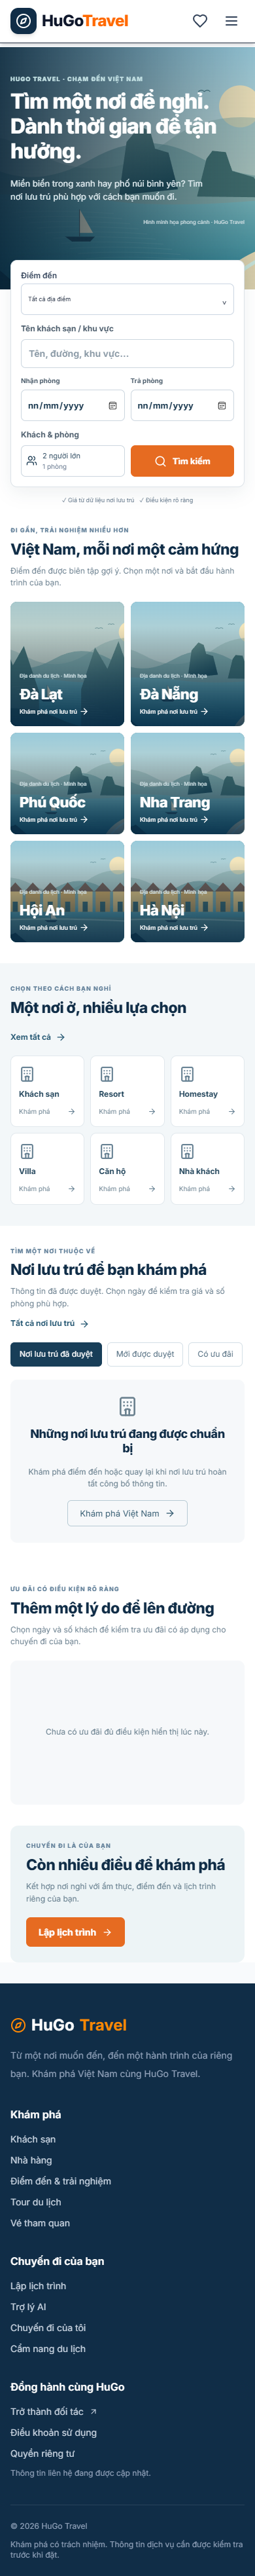 HuGoTravel
HUGO TRAVEL · CHẠM ĐẾN VIỆT NAM
Tìm một nơi để nghỉ.
Dành thời gian để tận
hưởng.
Miền biển trong xanh hay phố núi bình yên? Tìm
nơi lưu trú phù hợp với cách bạn muốn đi.
Hình minh họa phong cảnh · HuGo Travel
Điểm đến
Tất cả địa điểm
Tên khách sạn / khu vực
Tên, đường, khu vực...
Nhận phòng
Trả phòng
nn/mm/yyyy
nn/mm/yyyy
Khách & phòng
2 người lớn
1 phòng
Tìm kiếm
✓ Giá từ dữ liệu nơi lưu trú ✓ Điều kiện rõ ràng
ĐI GẦN, TRẢI NGHIỆM NHIỀU HƠN
Việt Nam, mỗi nơi một cảm hứng
Điểm đến được biên tập gợi ý. Chọn một nơi và bắt đầu hành
trình của bạn.
Địa danh du lịch · Minh họa
Đà Lạt
Khám phá nơi lưu trú →
Địa danh du lịch · Minh họa
Đà Nẵng
Khám phá nơi lưu trú →
Địa danh du lịch · Minh họa
Phú Quốc
Khám phá nơi lưu trú →
Địa danh du lịch · Minh họa
Nha Trang
Khám phá nơi lưu trú →
Địa danh du lịch · Minh họa
Hội An
Khám phá nơi lưu trú →
Địa danh du lịch · Minh họa
Hà Nội
Khám phá nơi lưu trú →
CHỌN THEO CÁCH BẠN NGHỈ
Một nơi ở, nhiều lựa chọn
Xem tất cả →
Khách sạn
Khám phá →
Resort
Khám phá →
Homestay
Khám phá →
Villa
Khám phá →
Căn hộ
Khám phá →
Nhà khách
Khám phá →
TÌM MỘT NƠI THUỘC VỀ
Nơi lưu trú để bạn khám phá
Thông tin đã được duyệt. Chọn ngày để kiểm tra giá và số
phòng phù hợp.
Tất cả nơi lưu trú →
Nơi lưu trú đã duyệt
Mới được duyệt
Có ưu đãi
Những nơi lưu trú đang được chuẩn
bị
Khám phá điểm đến hoặc quay lại khi nơi lưu trú hoàn
tất công bố thông tin.
Khám phá Việt Nam →
ƯU ĐÃI CÓ ĐIỀU KIỆN RÕ RÀNG
Thêm một lý do để lên đường
Chọn ngày và số khách để kiểm tra ưu đãi có áp dụng cho
chuyến đi của bạn.
Chưa có ưu đãi đủ điều kiện hiển thị lúc này.
CHUYẾN ĐI LÀ CỦA BẠN
Còn nhiều điều để khám phá
Kết hợp nơi nghỉ với ẩm thực, điểm đến và lịch trình
riêng của bạn.
Lập lịch trình →
HuGo Travel
Từ một nơi muốn đến, đến một hành trình của riêng
bạn. Khám phá Việt Nam cùng HuGo Travel.
Khám phá
Khách sạn
Nhà hàng
Điểm đến & trải nghiệm
Tour du lịch
Vé tham quan
Chuyến đi của bạn
Lập lịch trình
Trợ lý AI
Chuyến đi của tôi
Cẩm nang du lịch
Đồng hành cùng HuGo
Trở thành đối tác ↗
Điều khoản sử dụng
Quyền riêng tư
Thông tin liên hệ đang được cập nhật.
© 2026 HuGo Travel
Khám phá có trách nhiệm. Thông tin dịch vụ cần được kiểm tra
trước khi đặt.